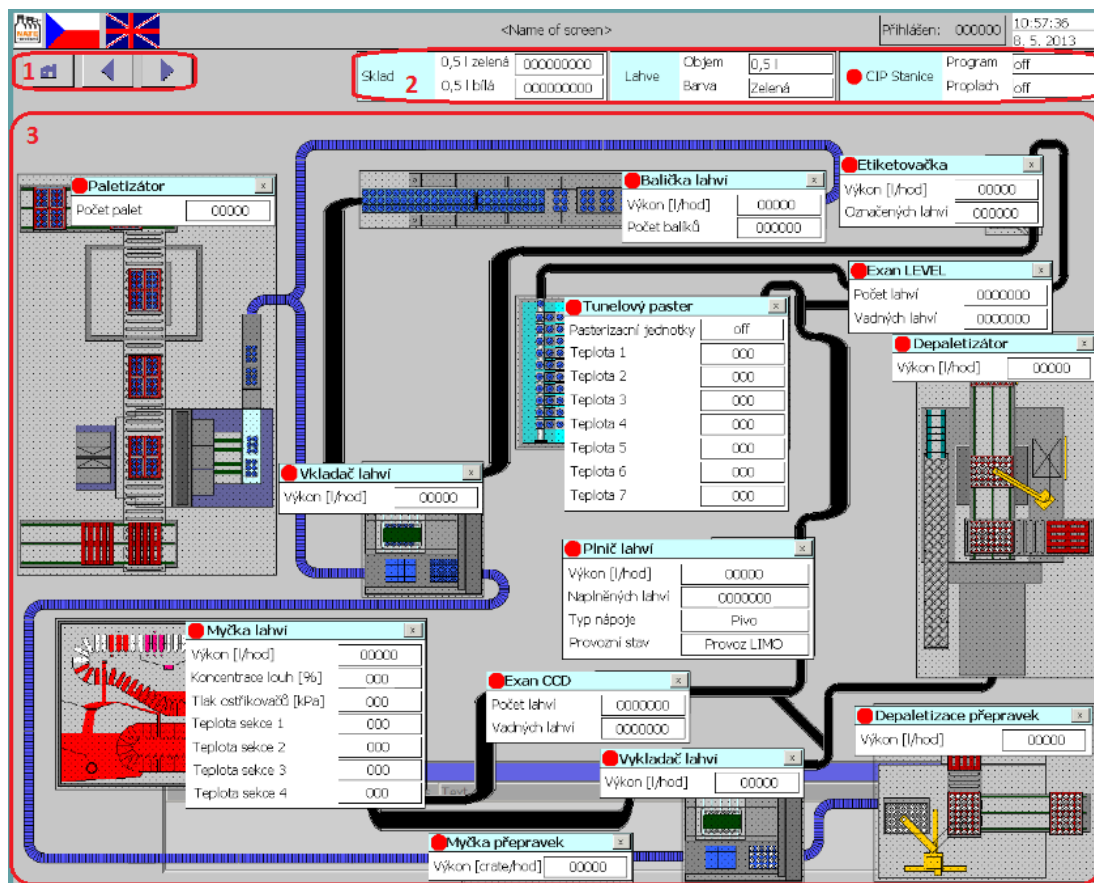 <Name of screen>
Přihlášen: 000000
10:57:36
8. 5. 2013
1
2
Sklad
0,5 l zelená 000000000
0,5 l bílá 000000000
Lahve
Objem 0,5 l
Barva Zelená
CIP Stanice
Program off
Proplach off
3
Paletizátor x
Počet palet 00000
Balička lahví x
Výkon [l/hod] 00000
Počet balíků 000000
Etiketovačka x
Výkon [l/hod] 00000
Označených lahví 000000
Exan LEVEL x
Počet lahví 0000000
Vadných lahví 0000000
Tunelový paster x
Pasterizacní jednotky off
Teplota 1 000
Teplota 2 000
Teplota 3 000
Teplota 4 000
Teplota 5 000
Teplota 6 000
Teplota 7 000
Depaletizátor x
Výkon [l/hod] 00000
Vkladač lahví x
Výkon [l/hod] 00000
Plnič lahví x
Výkon [l/hod] 00000
Naplněných lahví 0000000
Typ nápoje Pivo
Provozní stav Provoz LIMO
Myčka lahví x
Výkon [l/hod] 00000
Koncentrace louh [%] 000
Tlak ostřikovačů [kPa] 000
Teplota sekce 1 000
Teplota sekce 2 000
Teplota sekce 3 000
Teplota sekce 4 000
Exan CCD x
Počet lahví 0000000
Vadných lahví 0000000
Depaletizace přepravek x
Výkon [l/hod] 00000
Vykladač lahví x
Výkon [l/hod] 00000
Text
Myčka přepravek x
Výkon [crate/hod] 00000